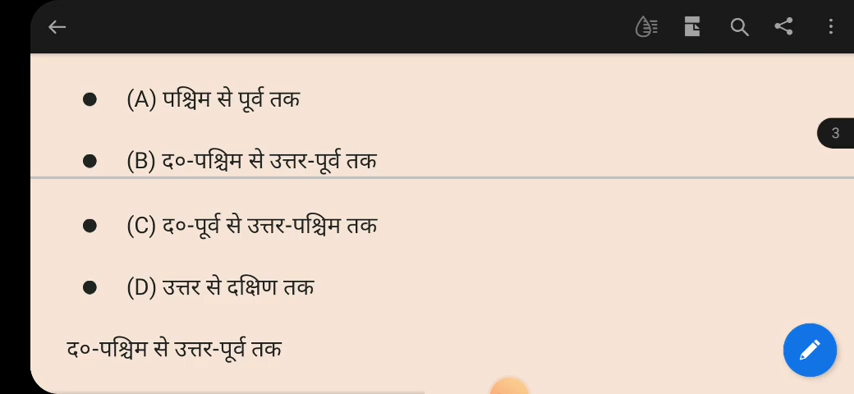 (A) पश्चिम से पूर्व तक
3
(B) द०-पश्चिम से उत्तर-पूर्व तक
(C) द०-पूर्व से उत्तर-पश्चिम तक
(D) उत्तर से दक्षिण तक
द०-पश्चिम से उत्तर-पूर्व तक